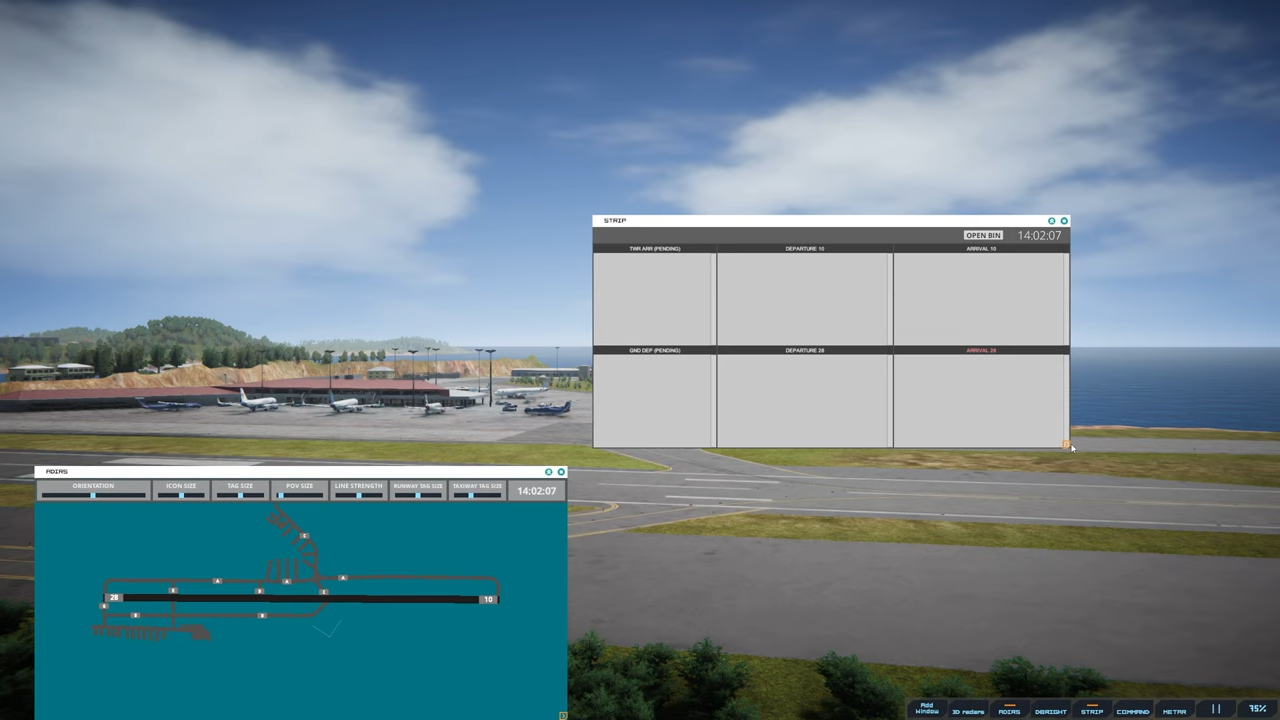 STRIP
OPEN BIN 14:02:07
TWR ARR (PENDING) DEPARTURE 10 ARRIVAL 10
GND DEP (PENDING) DEPARTURE 28 ARRIVAL 28
ADIRS
ORIENTATION ICON SIZE TAG SIZE POV SIZE LINE STRENGTH RUNWAY TAG SIZE TAXIWAY TAG SIZE 14:02:07
A A A
28 10
B B
Add Window 3D radars ADIRS DBRIGHT STRIP COMMAND METAR 75%